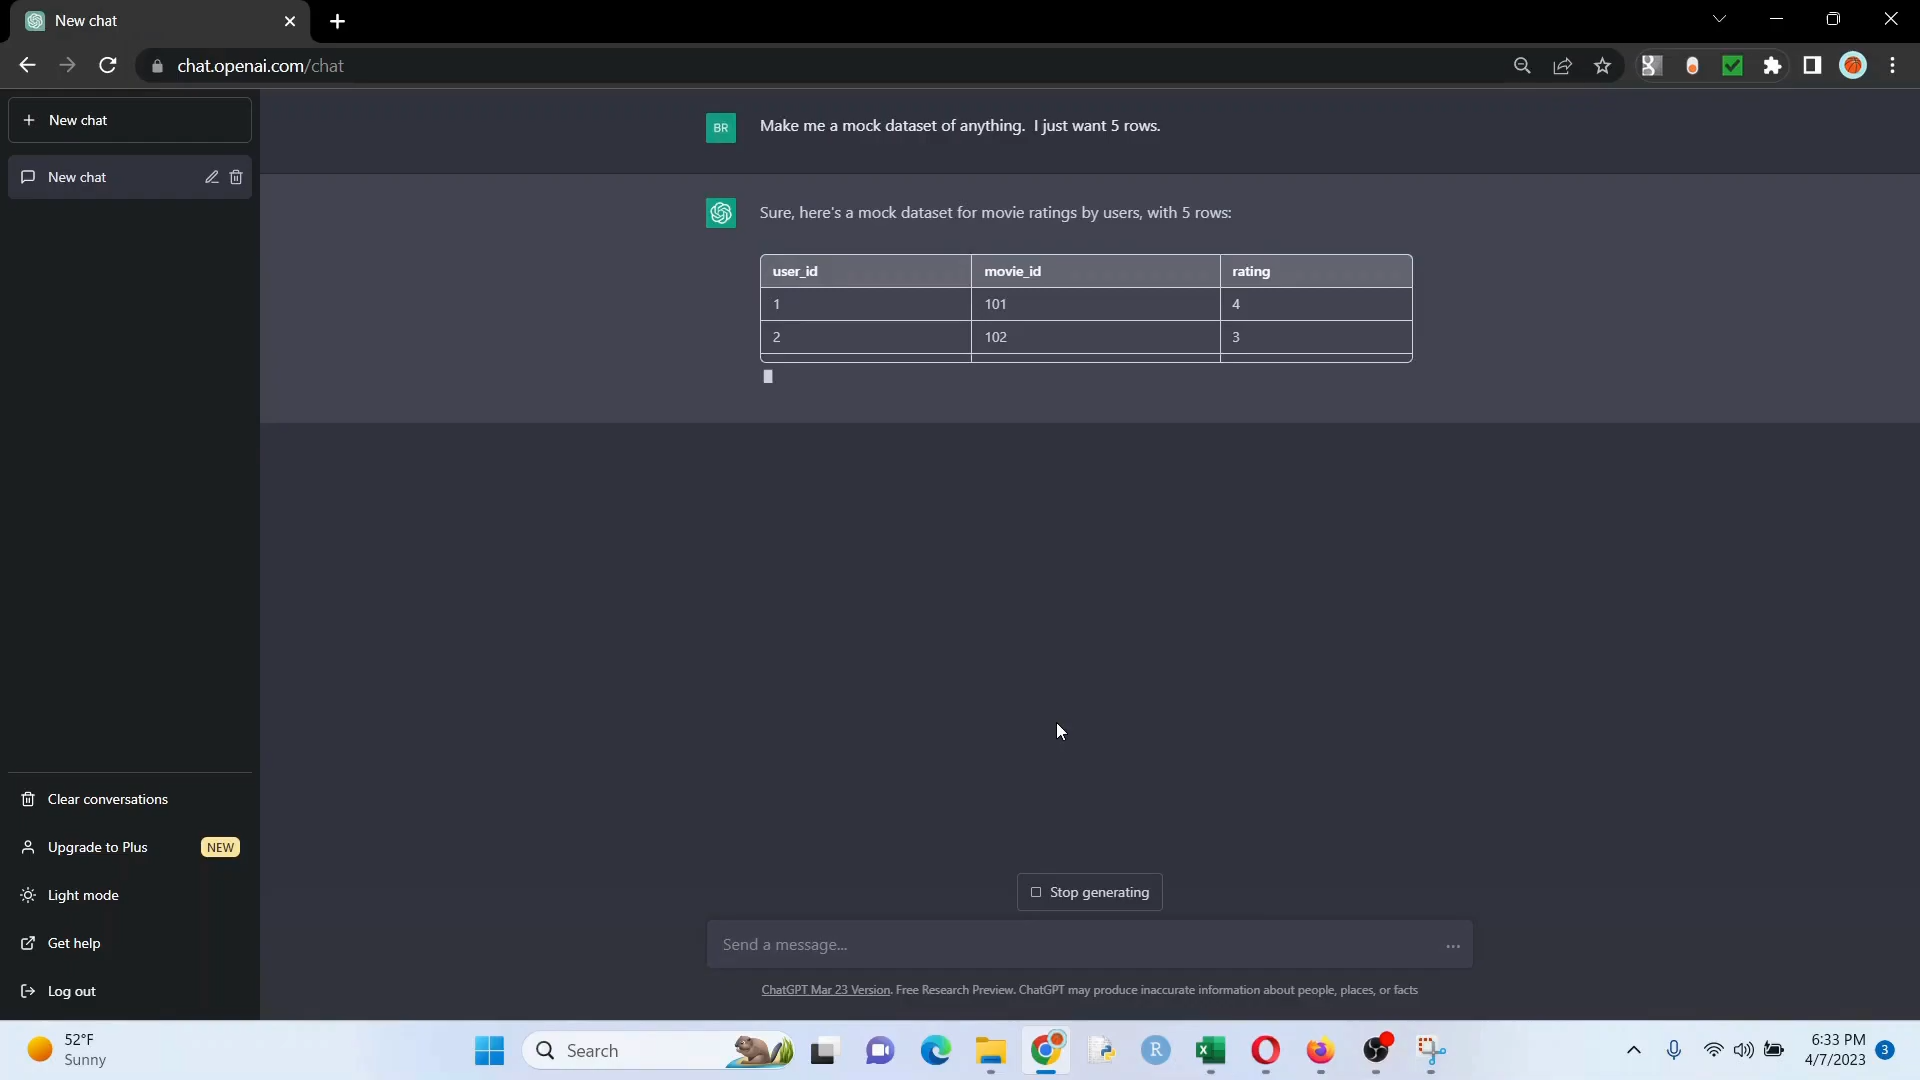 New chat
chat.openai.com/chat
New chat
New chat
BR
Make me a mock dataset of anything. I just want 5 rows.
Sure, here's a mock dataset for movie ratings by users, with 5 rows:
user_id movie_id rating
1 101 4
2 102 3
Clear conversations
Upgrade to Plus NEW
Light mode
Get help
Log out
Stop generating
Send a message...
ChatGPT Mar 23 Version. Free Research Preview. ChatGPT may produce inaccurate information about people, places, or facts
52°F
Sunny
Search
R
6:33 PM
4/7/2023
3